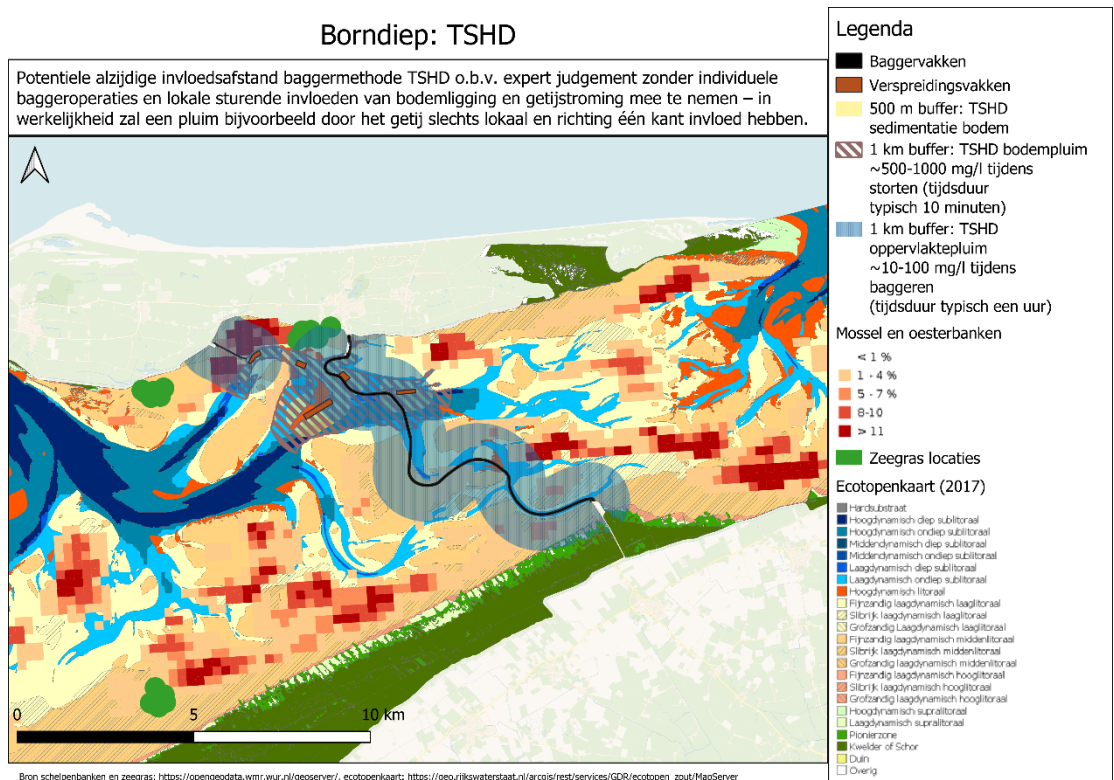 Borndiep: TSHD
Potentiele alzijdige invloedsafstand baggermethode TSHD o.b.v. expert judgement zonder individuele
baggeroperaties en lokale sturende invloeden van bodemligging en getijstroming mee te nemen – in
werkelijkheid zal een pluim bijvoorbeeld door het getij slechts lokaal en richting één kant invloed hebben.
0
5
10 km
Bron schelpenbanken en zeegras: https://opengeodata.wmr.wur.nl/geoserver/, ecotopenkaart: https://geo.rijkswaterstaat.nl/arcgis/rest/services/GDR/ecotopen_zout/MapServer
Legenda
Baggervakken
Verspreidingsvakken
500 m buffer: TSHD
sedimentatie bodem
1 km buffer: TSHD bodempluim
~500-1000 mg/l tijdens
storten (tijdsduur
typisch 10 minuten)
1 km buffer: TSHD
oppervlaktepluim
~10-100 mg/l tijdens
baggeren
(tijdsduur typisch een uur)
Mossel en oesterbanken
< 1 %
1 - 4 %
5 - 7 %
8-10
> 11
Zeegras locaties
Ecotopenkaart (2017)
Hardsubstraat
Hoogdynamisch diep sublitoraal
Hoogdynamisch ondiep sublitoraal
Middendynamisch diep sublitoraal
Middendynamisch ondiep sublitoraal
Laagdynamisch diep sublitoraal
Laagdynamisch ondiep sublitoraal
Hoogdynamisch litoraal
Fijnzandig laagdynamisch laaglitoraal
Slibrijk laagdynamisch laaglitoraal
Grofzandig Laagdynamisch laaglitoraal
Fijnzandig laagdynamisch middenlitoraal
Slibrijk laagdynamisch middenlitoraal
Grofzandig laagdynamisch middenlitoraal
Fijnzandig laagdynamisch hooglitoraal
Slibrijk laagdynamisch hooglitoraal
Grofzandig laagdynamisch hooglitoraal
Hoogdynamisch supralitoraal
Laagdynamisch supralitoraal
Pionierzone
Kwelder of Schor
Duin
Overig